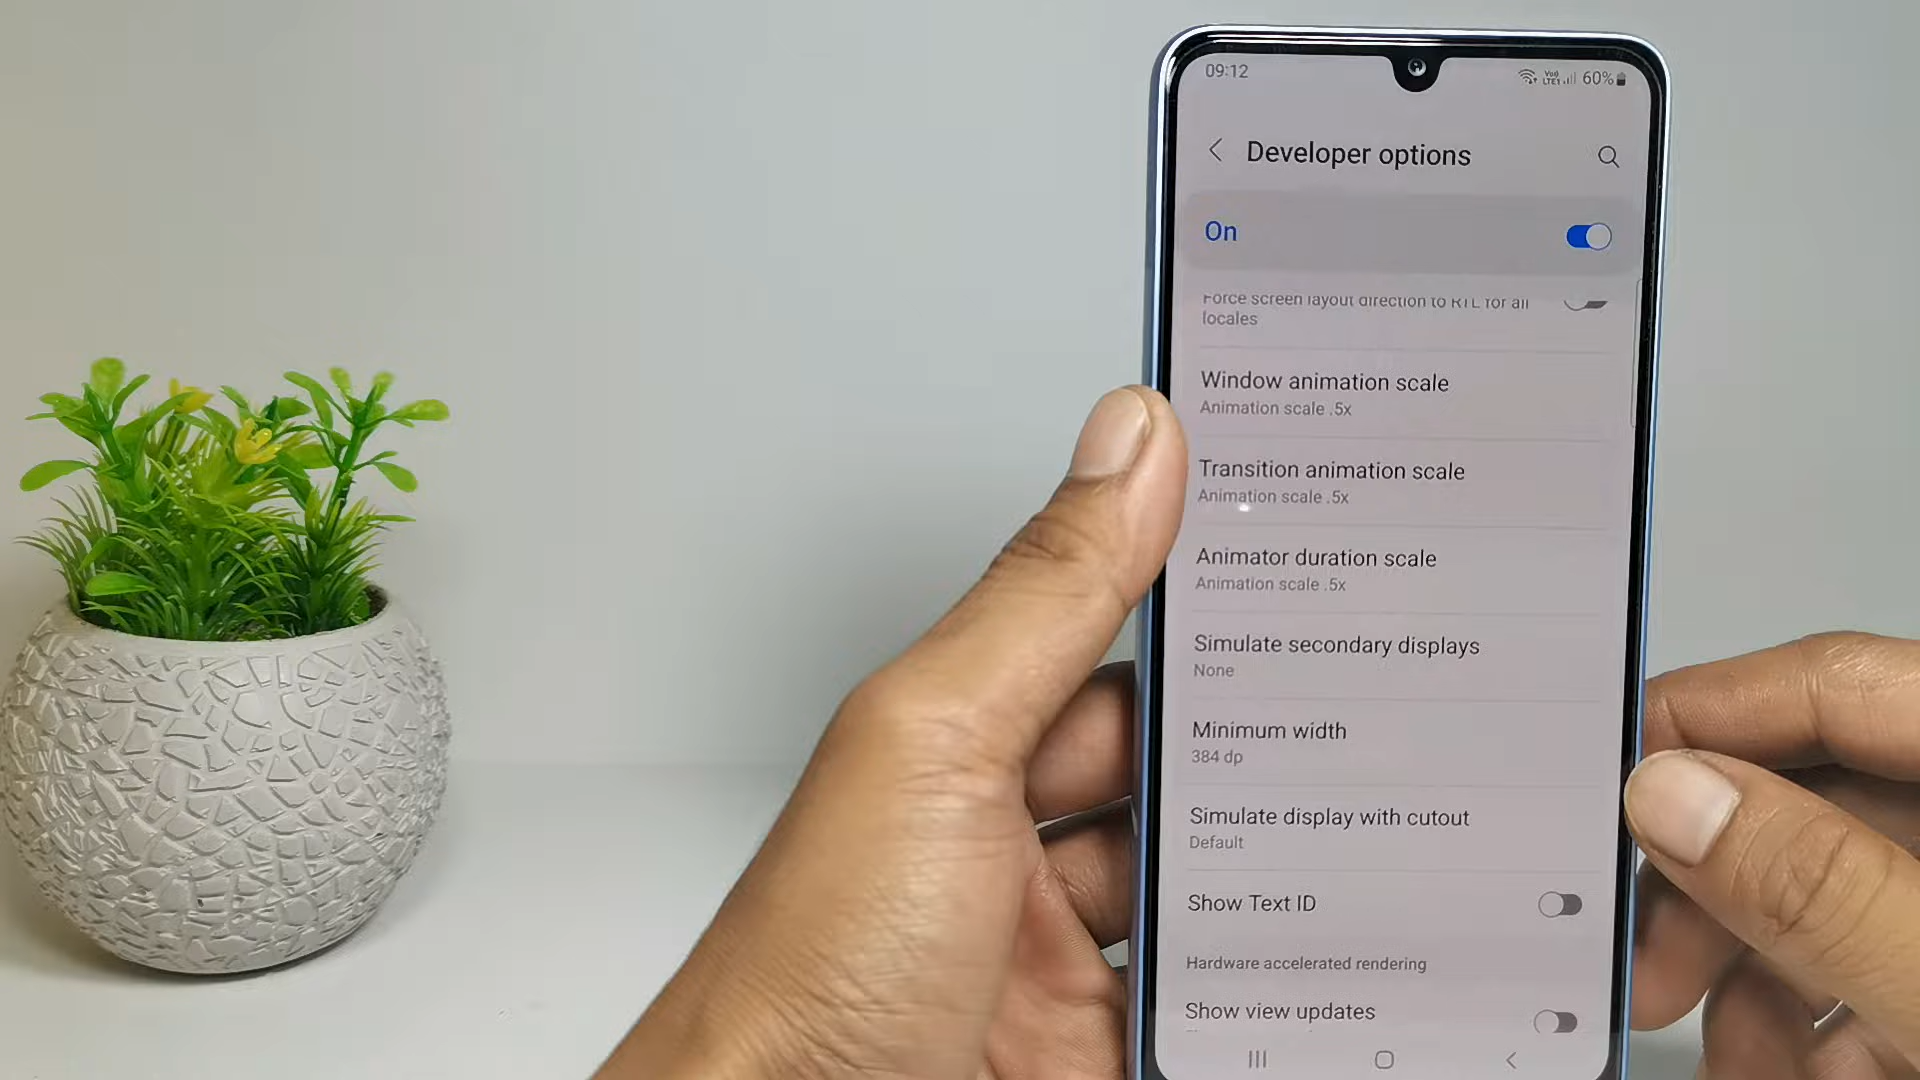 09:12
Vo) LTE1 60%
Developer options
On
Force screen layout direction to RTL for all
locales
Window animation scale
Animation scale .5x
Transition animation scale
Animation scale .5x
Animator duration scale
Animation scale .5x
Simulate secondary displays
None
Minimum width
384 dp
Simulate display with cutout
Default
Show Text ID
Hardware accelerated rendering
Show view updates